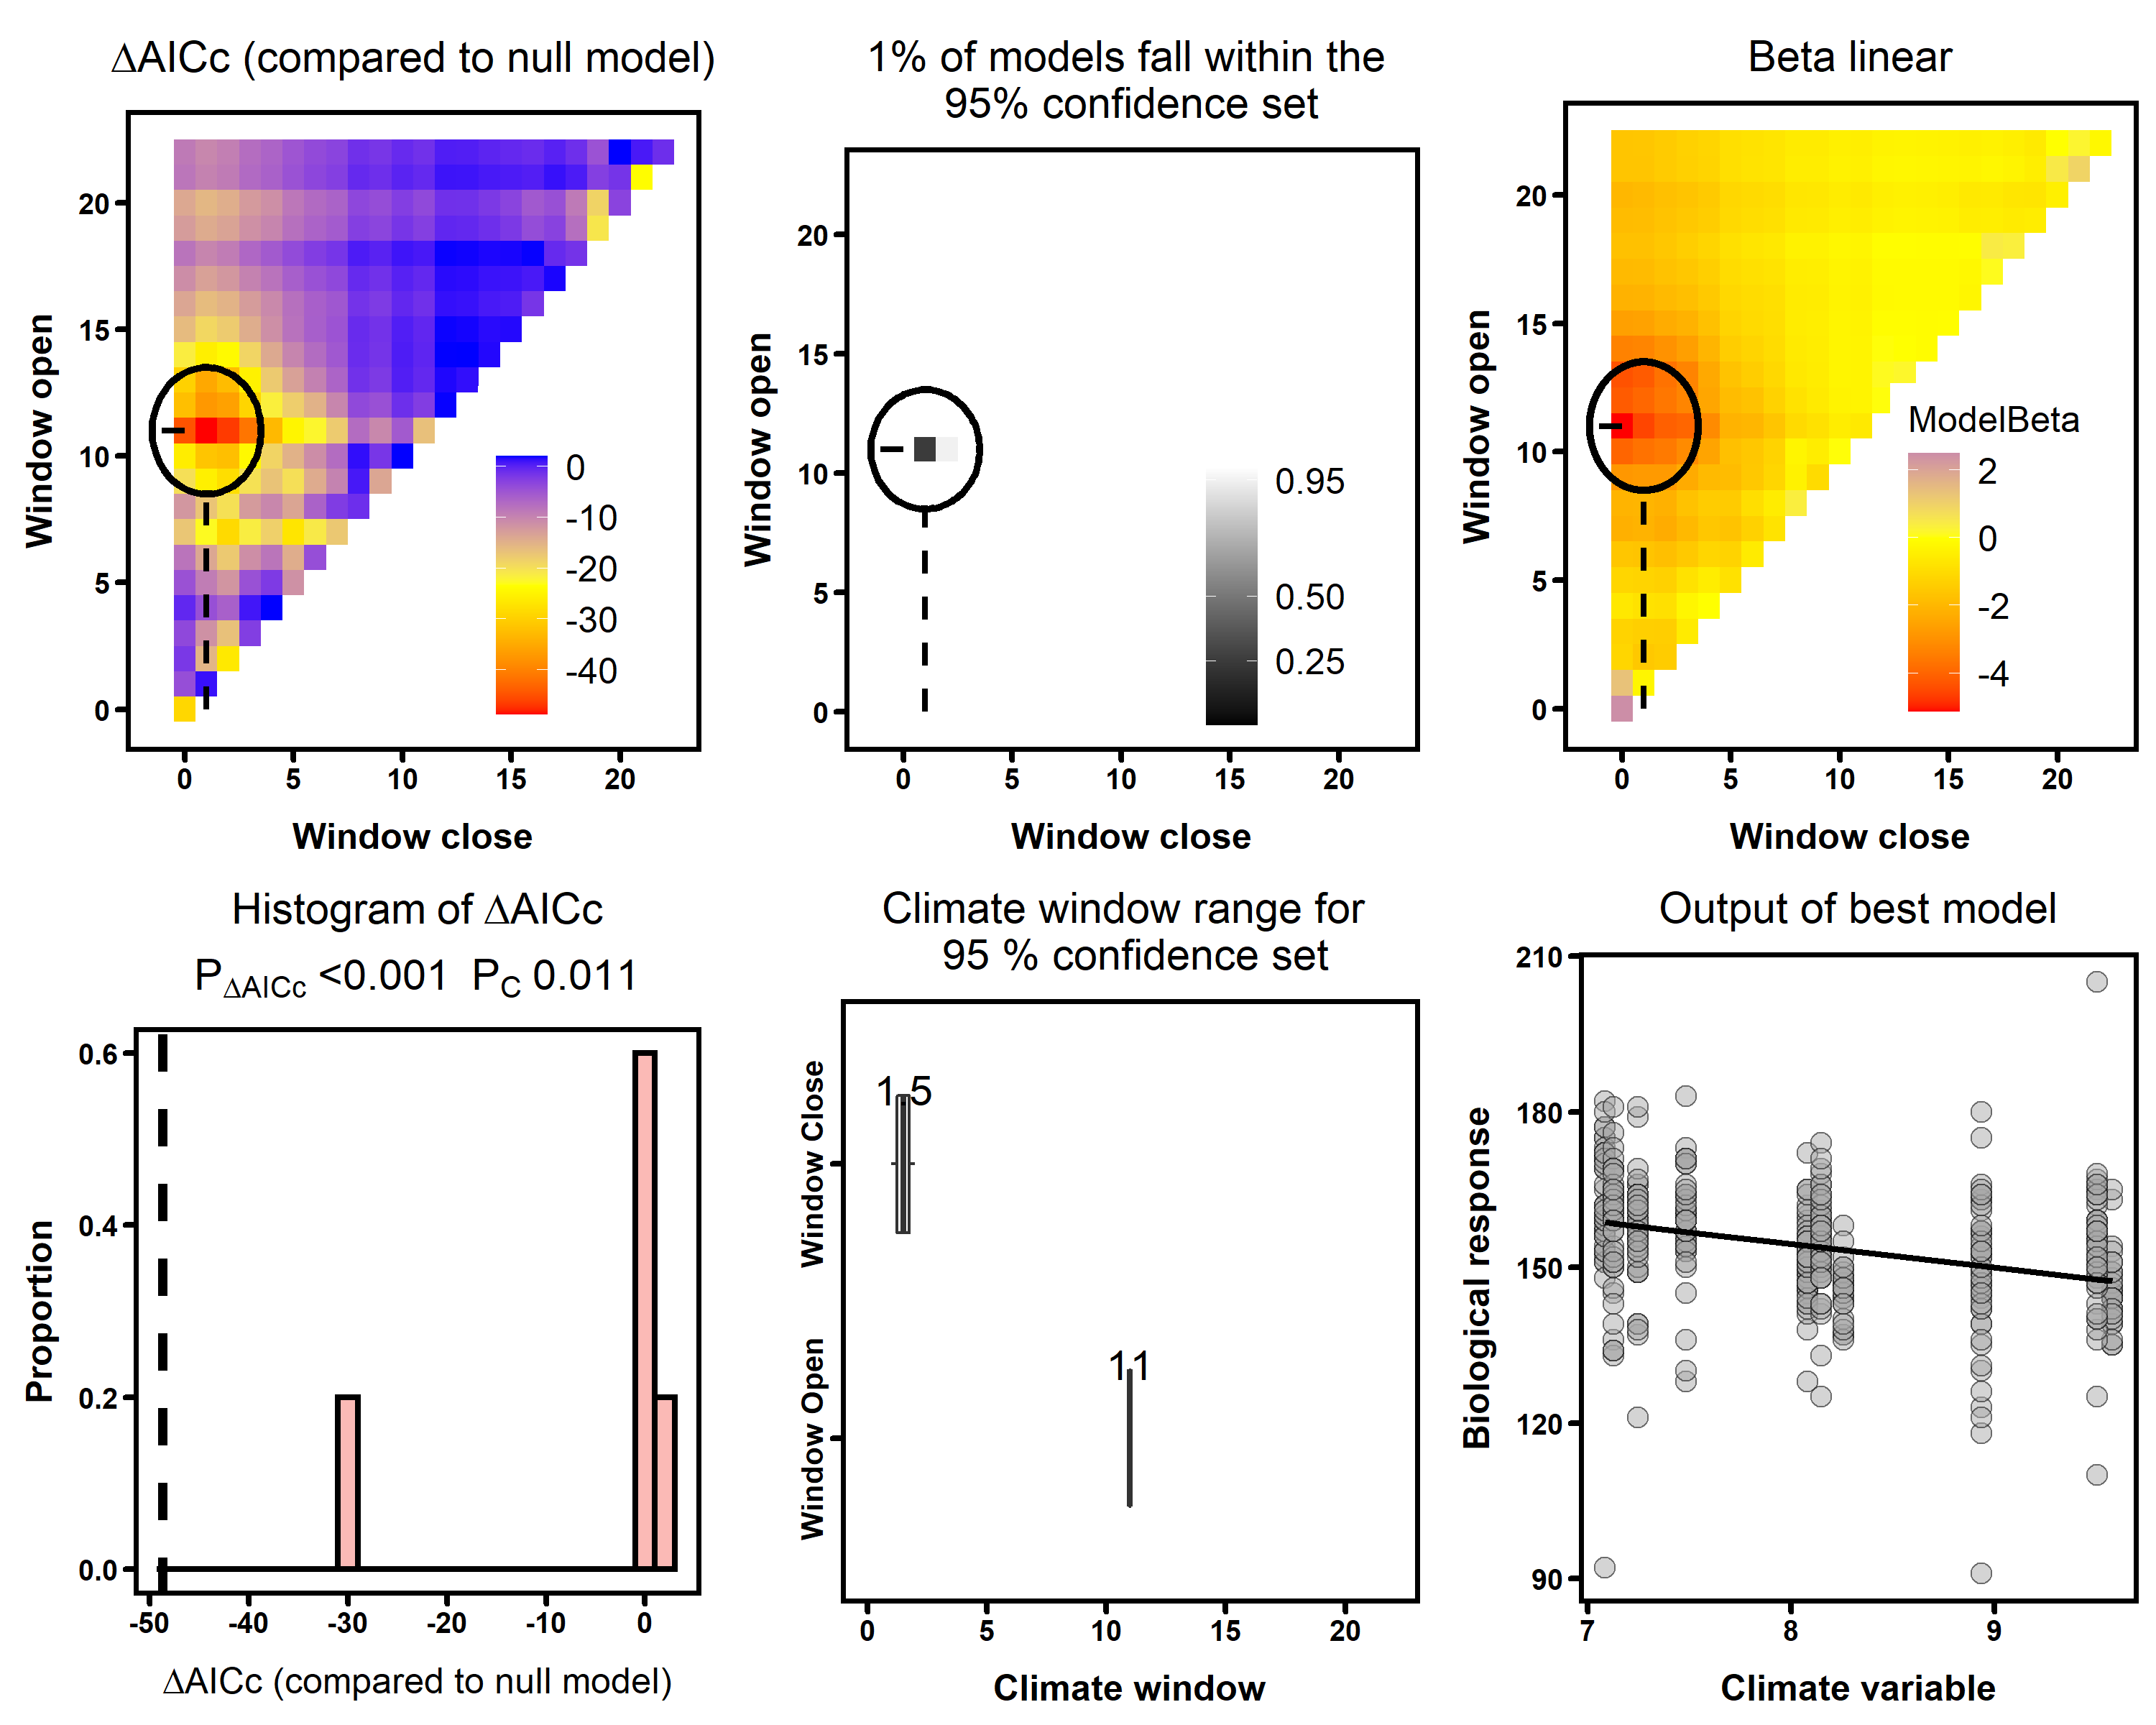 ΔAICc (compared to null model)
Window open
20
15
10
5
0
0
-10
-20
-30
-40
0 5 10 15 20
Window close
1% of models fall within the
95% confidence set
Window open
20
15
10
5
0
0.95
0.50
0.25
0 5 10 15 20
Window close
Beta linear
Window open
20
15
10
5
0
ModelBeta
2
0
-2
-4
0 5 10 15 20
Window close
Histogram of ΔAICc
PΔAICc <0.001 PC 0.011
Proportion
0.6
0.4
0.2
0.0
-50 -40 -30 -20 -10 0
ΔAICc (compared to null model)
Climate window range for
95 % confidence set
Window Close
1.5
Window Open
11
0 5 10 15 20
Climate window
Output of best model
Biological response
210
180
150
120
90
7 8 9
Climate variable